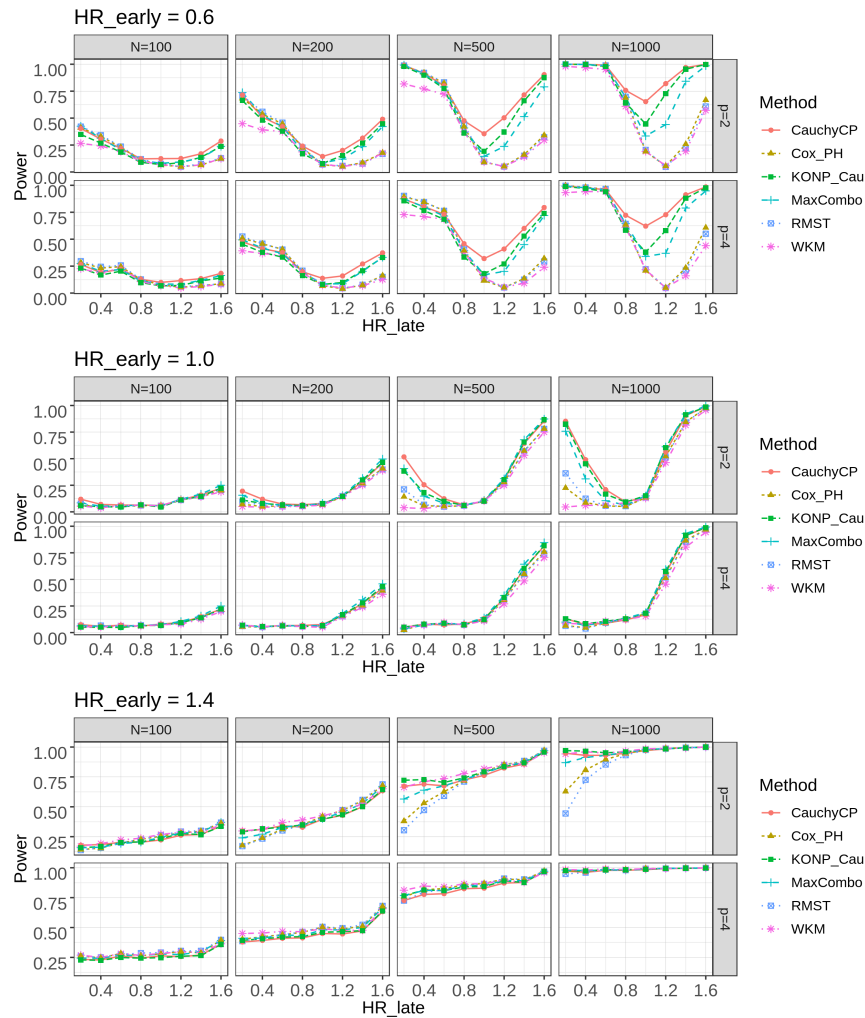 HR_early = 0.6
N=100 N=200 N=500 N=1000
1.00
0.75
0.50
0.25
0.00
p=2
1.00
0.75
0.50
0.25
0.00
p=4
Power
0.4 0.8 1.2 1.6 0.4 0.8 1.2 1.6 0.4 0.8 1.2 1.6 0.4 0.8 1.2 1.6
HR_late
Method
CauchyCP
Cox_PH
KONP_Cau
MaxCombo
RMST
WKM
HR_early = 1.0
N=100 N=200 N=500 N=1000
1.00
0.75
0.50
0.25
0.00
p=2
1.00
0.75
0.50
0.25
0.00
p=4
Power
0.4 0.8 1.2 1.6 0.4 0.8 1.2 1.6 0.4 0.8 1.2 1.6 0.4 0.8 1.2 1.6
HR_late
Method
CauchyCP
Cox_PH
KONP_Cau
MaxCombo
RMST
WKM
HR_early = 1.4
N=100 N=200 N=500 N=1000
1.00
0.75
0.50
0.25
p=2
1.00
0.75
0.50
0.25
p=4
Power
0.4 0.8 1.2 1.6 0.4 0.8 1.2 1.6 0.4 0.8 1.2 1.6 0.4 0.8 1.2 1.6
HR_late
Method
CauchyCP
Cox_PH
KONP_Cau
MaxCombo
RMST
WKM